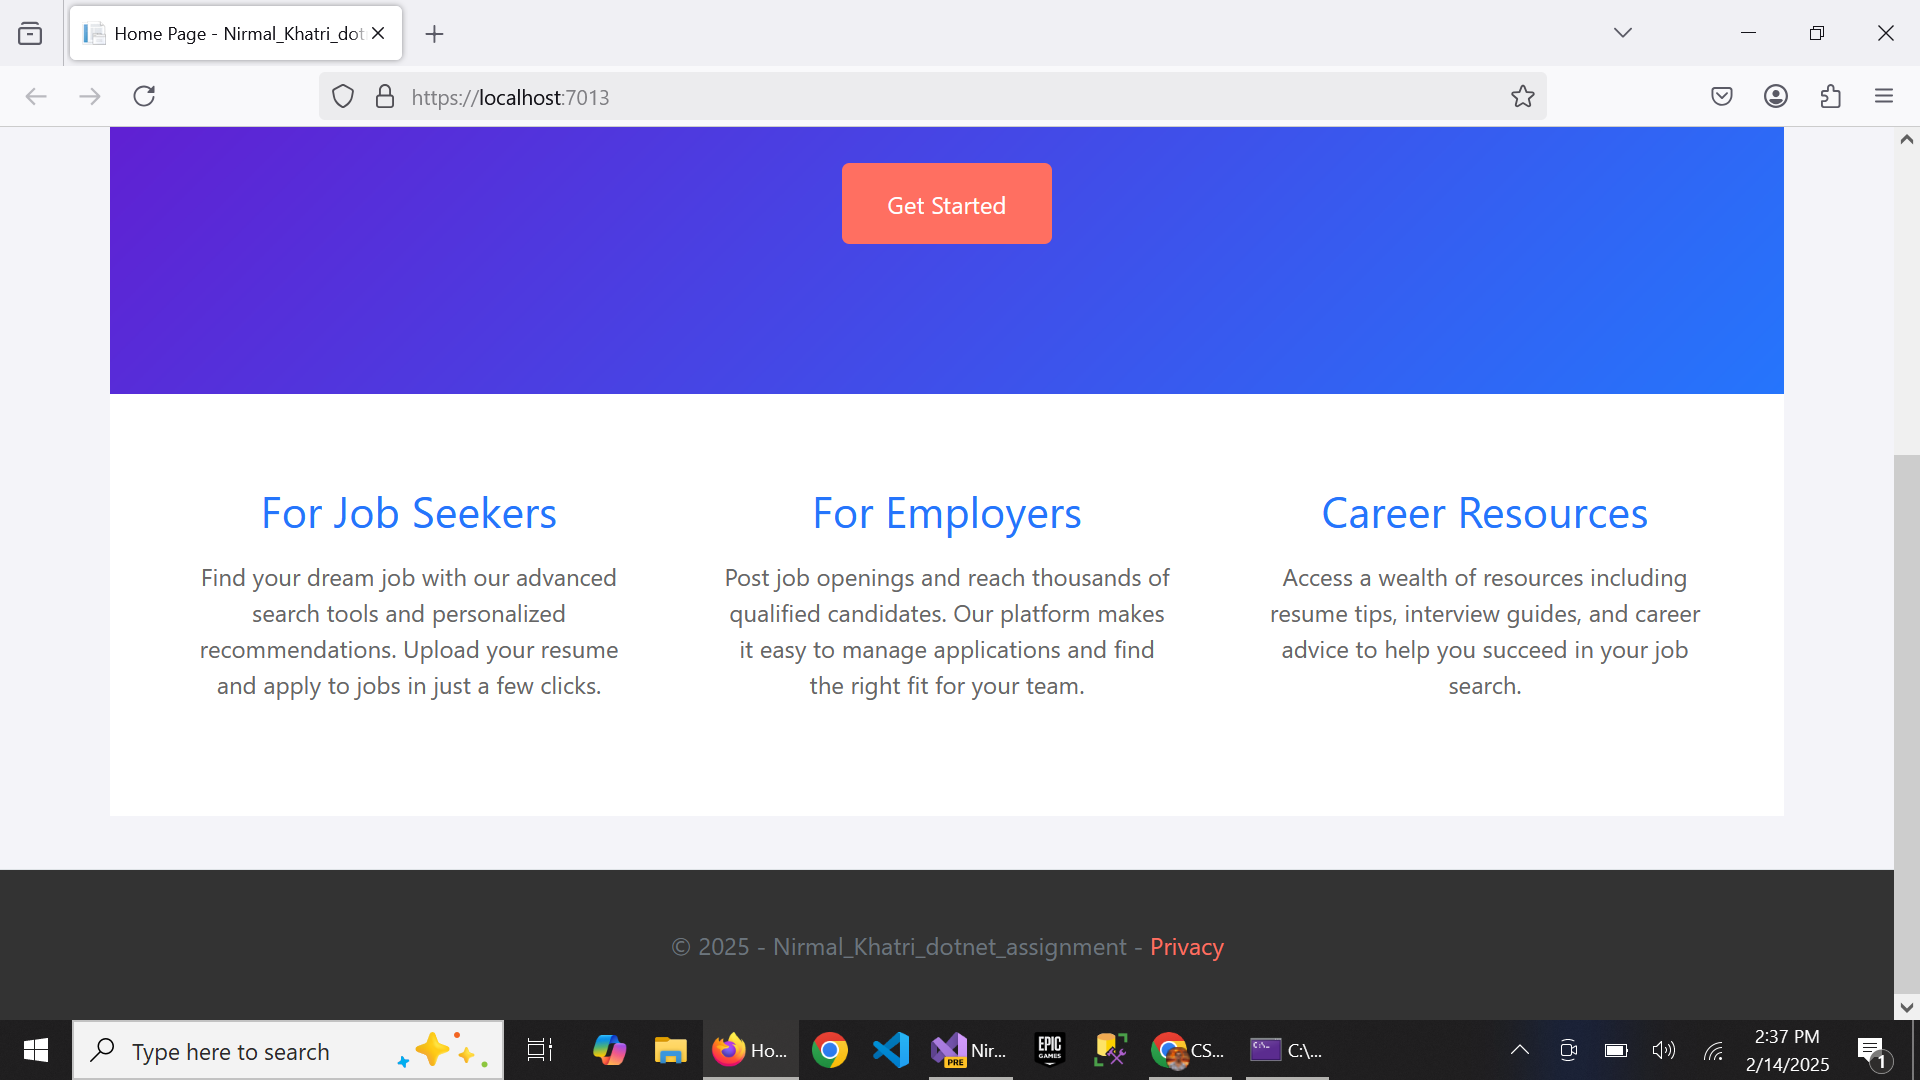 Home Page - Nirmal_Khatri_dot
https://localhost:7013
Get Started
For Job Seekers
Find your dream job with our advanced
search tools and personalized
recommendations. Upload your resume
and apply to jobs in just a few clicks.
For Employers
Post job openings and reach thousands of
qualified candidates. Our platform makes
it easy to manage applications and find
the right fit for your team.
Career Resources
Access a wealth of resources including
resume tips, interview guides, and career
advice to help you succeed in your job
search.
© 2025 - Nirmal_Khatri_dotnet_assignment - Privacy
Type here to search
Ho...
PRE
Nir...
EPIC
GAMES
CS...
C:\...
2:37 PM
2/14/2025
1